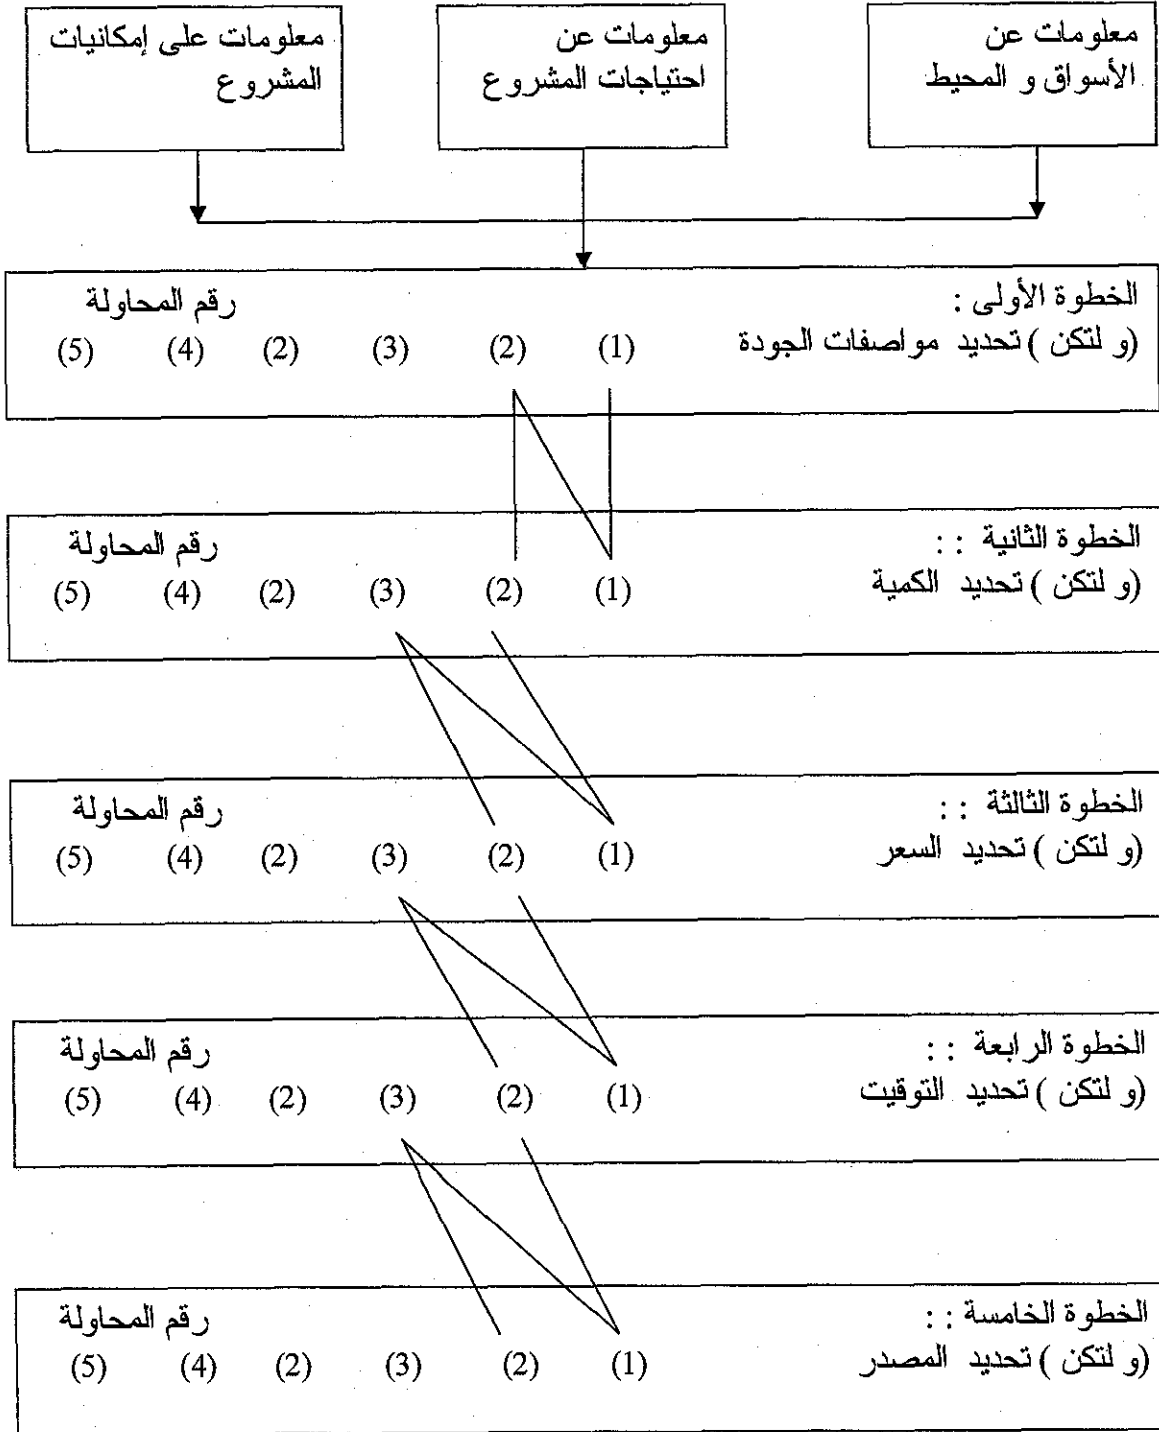 معلومات عن
الأسواق و المحيط
معلومات عن
احتياجات المشروع
معلومات على إمكانيات
المشروع
الخطوة الأولى :
رقم المحاولة
(و لتكن ) تحديد مواصفات الجودة (1) (2) (3) (2) (4) (5)
الخطوة الثانية : :
رقم المحاولة
(و لتكن ) تحديد الكمية (1) (2) (3) (2) (4) (5)
الخطوة الثالثة : :
رقم المحاولة
(و لتكن ) تحديد السعر (1) (2) (3) (2) (4) (5)
الخطوة الرابعة : :
رقم المحاولة
(و لتكن ) تحديد التوقيت (1) (2) (3) (2) (4) (5)
الخطوة الخامسة : :
رقم المحاولة
(و لتكن ) تحديد المصدر (1) (2) (3) (2) (4) (5)